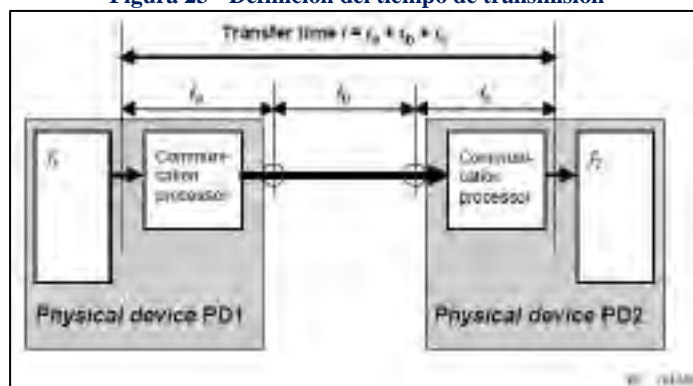 Figura 25 - Definición del tiempo de transmisión
Transfer time t = ta + tb + tc
ta tb tc
f1
Communi-
cation
processor
Communi-
cation
processor
f2
Physical device PD1
Physical device PD2
IEC